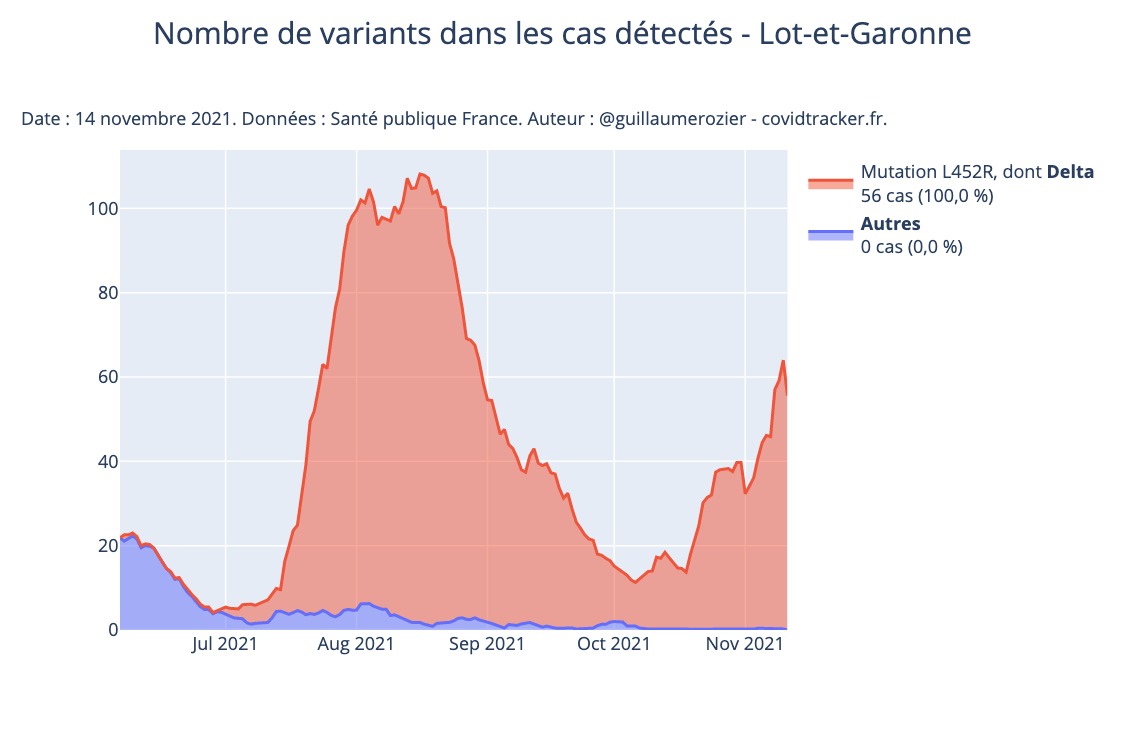 Nombre de variants dans les cas détectés - Lot-et-Garonne
Date : 14 novembre 2021. Données : Santé publique France. Auteur : @guillaumerozier - covidtracker.fr.
Mutation L452R, dont Delta
56 cas (100,0 %)
Autres
0 cas (0,0 %)
100
80
60
40
20
0
Jul 2021
Aug 2021
Sep 2021
Oct 2021
Nov 2021